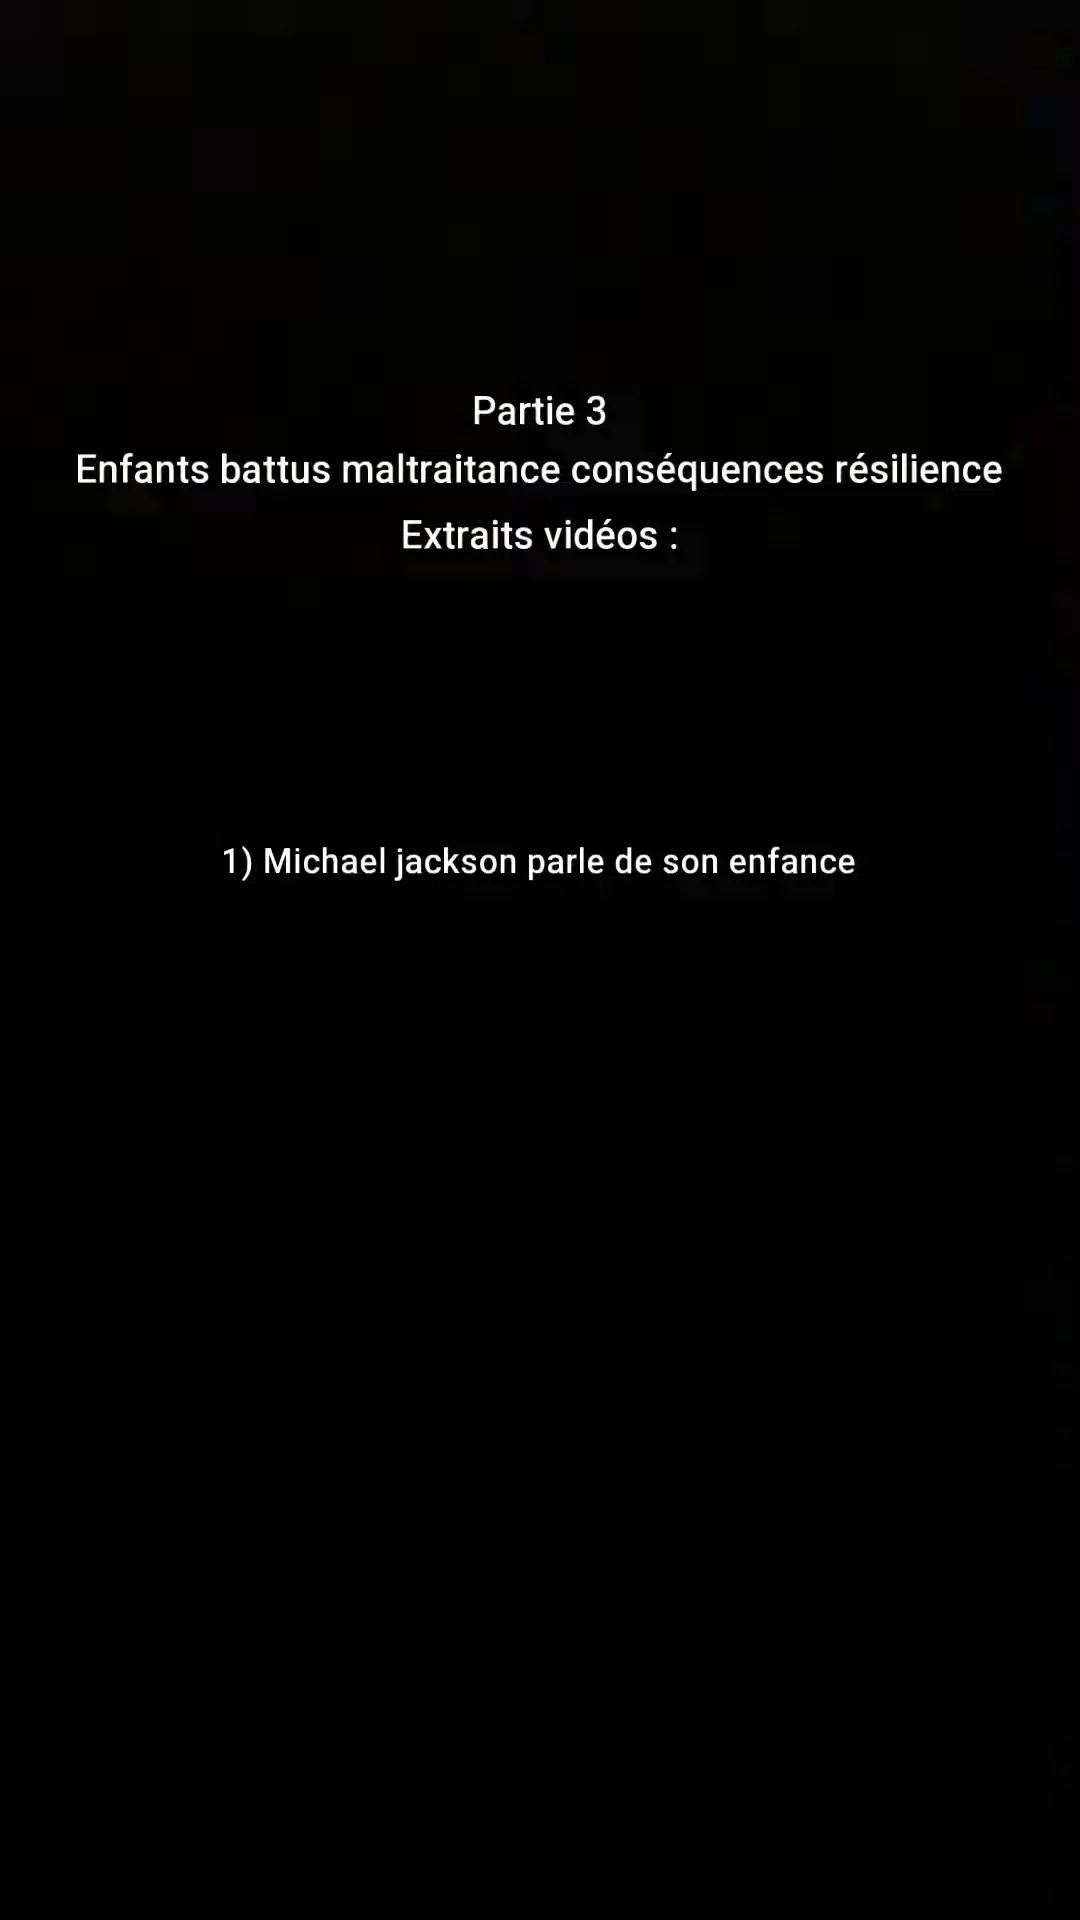 Partie 3
Enfants battus maltraitance conséquences résilience
Extraits vidéos :
1) Michael jackson parle de son enfance